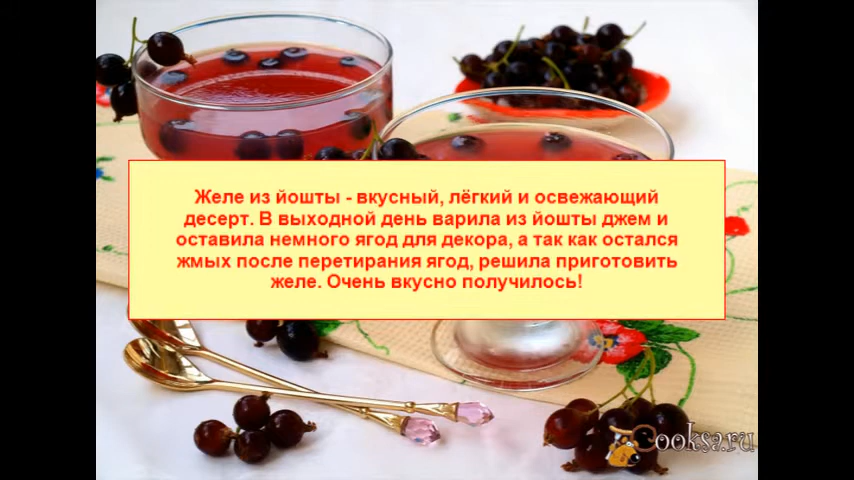 Желе из йошты - вкусный, лёгкий и освежающий
десерт. В выходной день варила из йошты джем и
оставила немного ягод для декора, а так как остался
жмых после перетирания ягод, решила приготовить
желе. Очень вкусно получилось!
Cooksa.ru